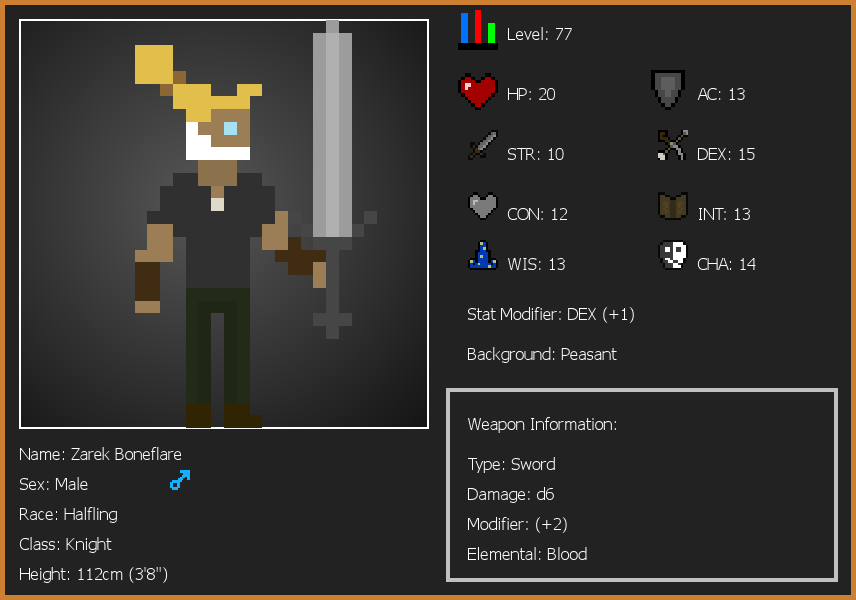 Level: 77
HP: 20
AC: 13
STR: 10
DEX: 15
CON: 12
INT: 13
WIS: 13
CHA: 14
Stat Modifier: DEX (+1)
Background: Peasant
Weapon Information:
Type: Sword
Damage: d6
Modifier: (+2)
Elemental: Blood
Name: Zarek Boneflare
Sex: Male
Race: Halfling
Class: Knight
Height: 112cm (3'8")